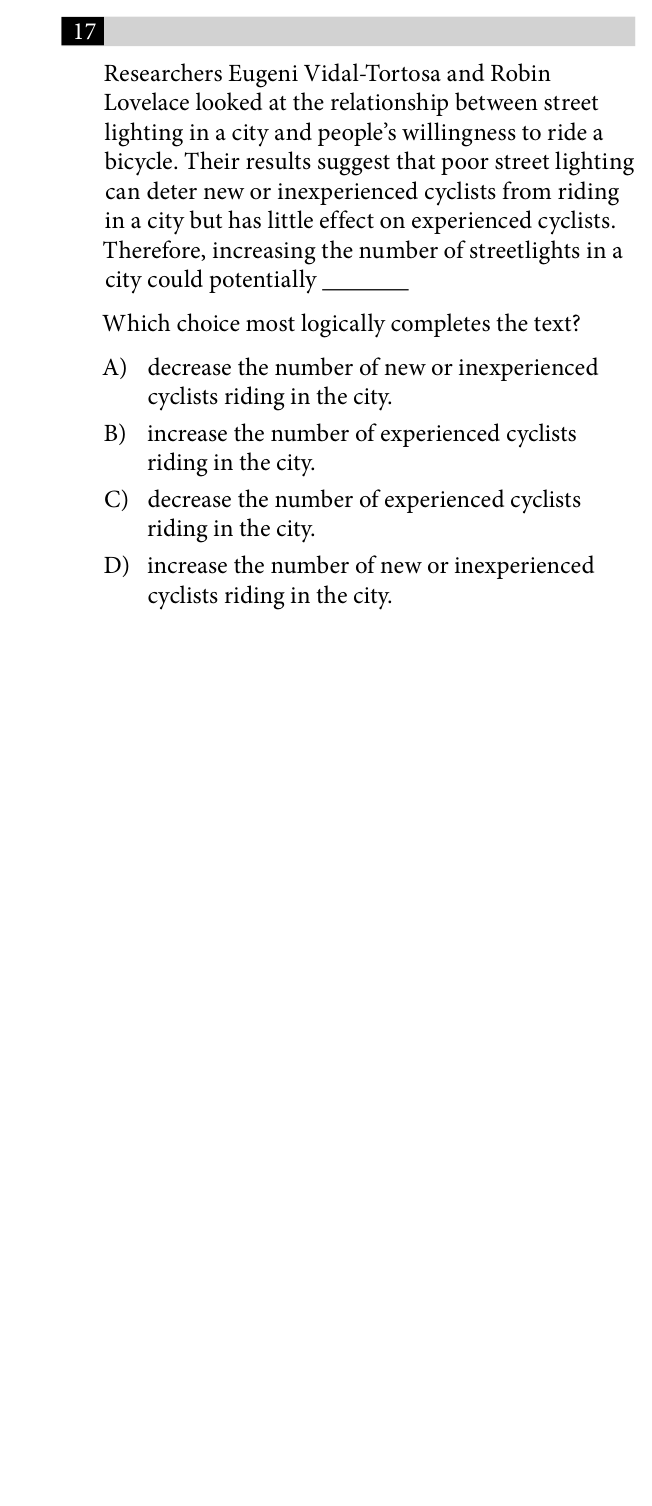 17
Researchers Eugeni Vidal-Tortosa and Robin
Lovelace looked at the relationship between street
lighting in a city and people’s willingness to ride a
bicycle. Their results suggest that poor street lighting
can deter new or inexperienced cyclists from riding
in a city but has little effect on experienced cyclists.
Therefore, increasing the number of streetlights in a
city could potentially _______
Which choice most logically completes the text?
A) decrease the number of new or inexperienced
cyclists riding in the city.
B) increase the number of experienced cyclists
riding in the city.
C) decrease the number of experienced cyclists
riding in the city.
D) increase the number of new or inexperienced
cyclists riding in the city.